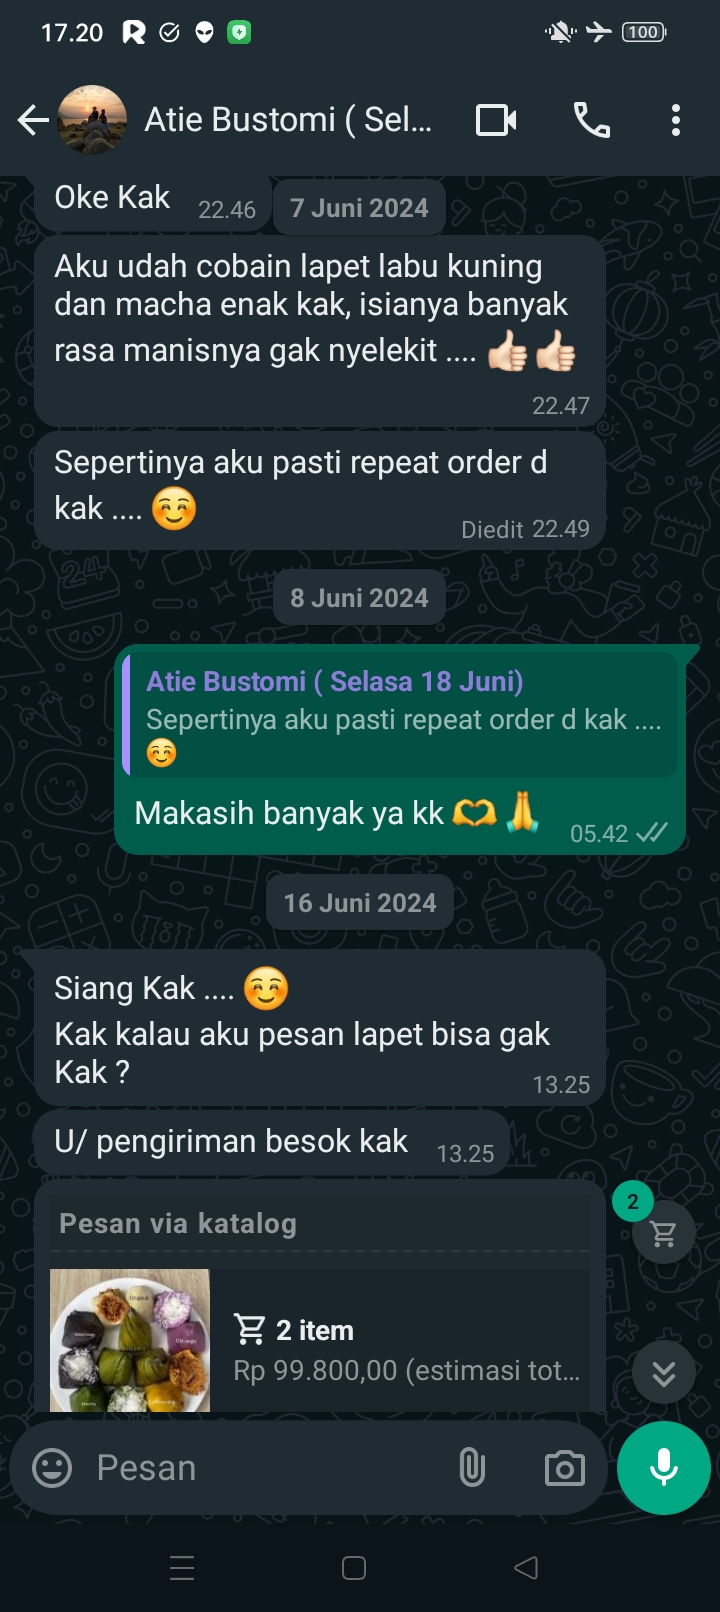 17.20
100
Atie Bustomi ( Sel...
Oke Kak 22.46
7 Juni 2024
Aku udah cobain lapet labu kuning
dan macha enak kak, isianya banyak
rasa manisnya gak nyelekit .... 👍🏻👍🏻
22.47
Sepertinya aku pasti repeat order d
kak .... ☺️
Diedit 22.49
8 Juni 2024
Atie Bustomi ( Selasa 18 Juni)
Sepertinya aku pasti repeat order d kak ....
☺️
Makasih banyak ya kk 🫶🙏 05.42
16 Juni 2024
Siang Kak .... ☺️
Kak kalau aku pesan lapet bisa gak
Kak ?
13.25
U/ pengiriman besok kak 13.25
2
Pesan via katalog
2 item
Rp 99.800,00 (estimasi tot...
Pesan